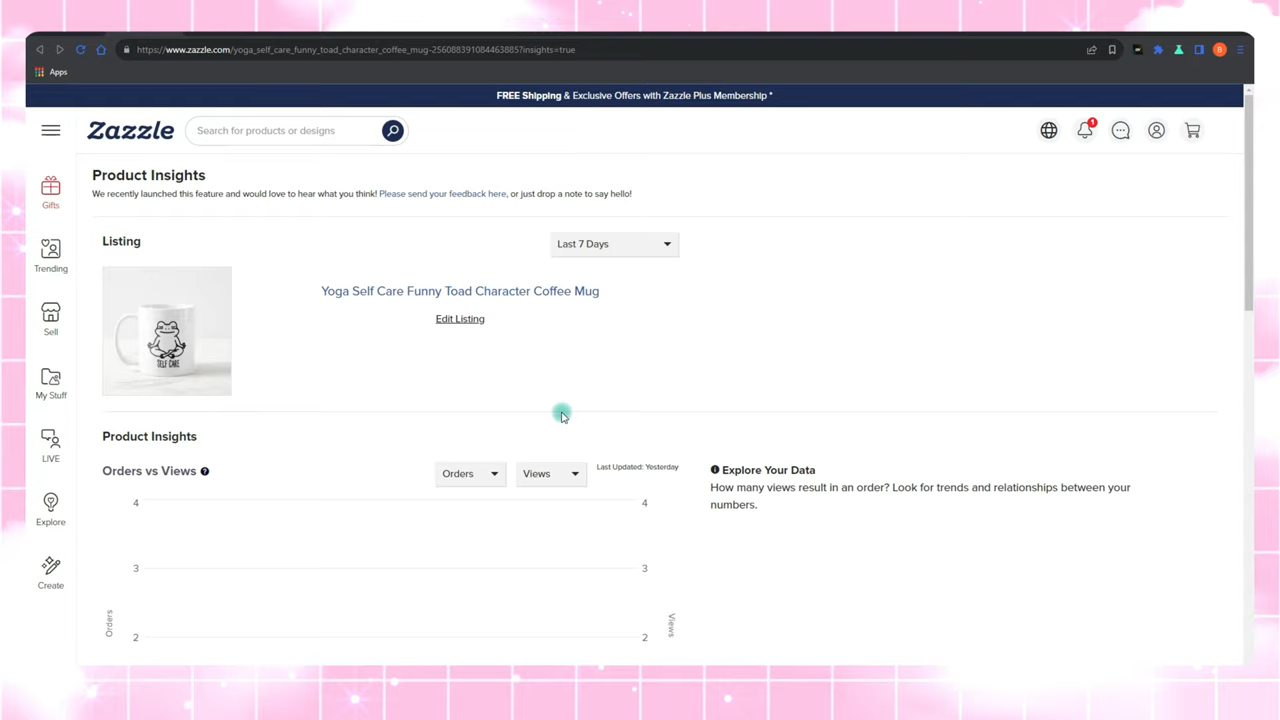 https://www.zazzle.com/yoga_self_care_funny_toad_character_coffee_mug-256088391084463885?insights=true
B
Apps
FREE Shipping & Exclusive Offers with Zazzle Plus Membership *
Zazzle
Search for products or designs
1
Product Insights
We recently launched this feature and would love to hear what you think! Please send your feedback here, or just drop a note to say hello!
Gifts
Trending
Sell
My Stuff
LIVE
Explore
Create
Listing
Last 7 Days
Yoga Self Care Funny Toad Character Coffee Mug
Edit Listing
SELF CARE
Product Insights
Orders vs Views
Orders
Views
Last Updated: Yesterday
Explore Your Data
How many views result in an order? Look for trends and relationships between your
numbers.
4
4
3
3
Orders
Views
2
2